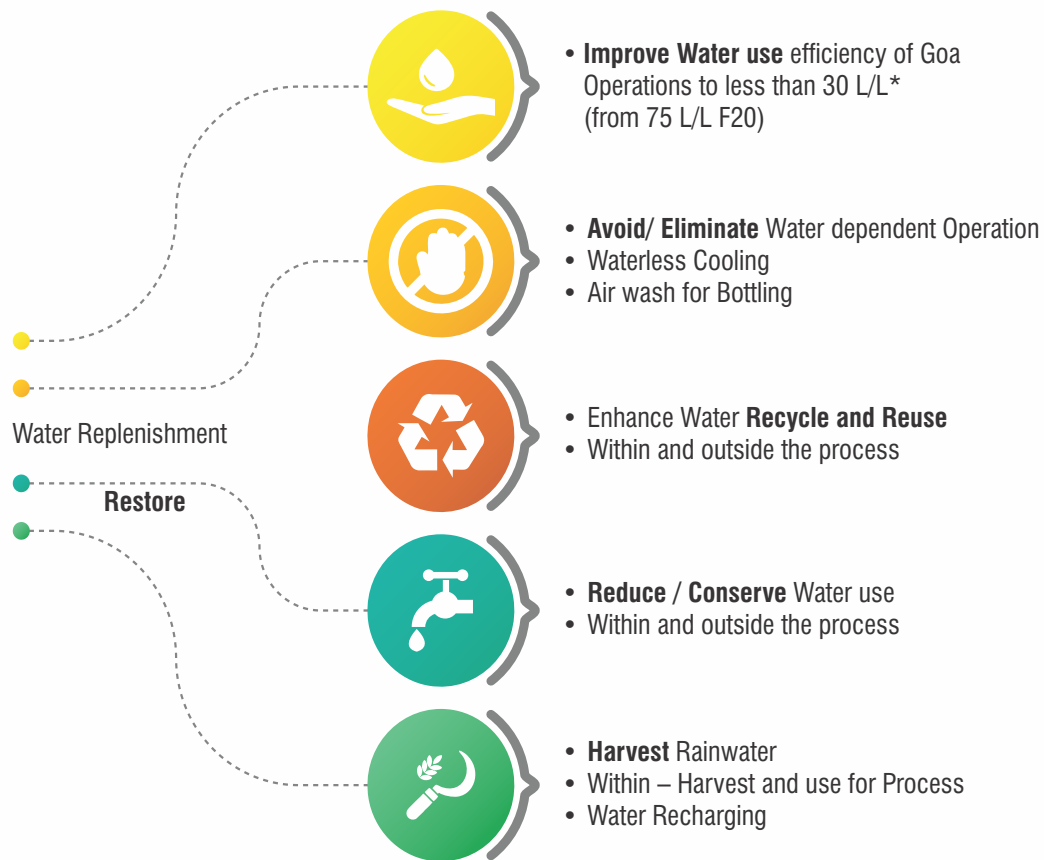 • Improve Water use efficiency of Goa
Operations to less than 30 L/L*
(from 75 L/L F20)
• Avoid/ Eliminate Water dependent Operation
• Waterless Cooling
• Air wash for Bottling
Water Replenishment
Restore
• Enhance Water Recycle and Reuse
• Within and outside the process
• Reduce / Conserve Water use
• Within and outside the process
• Harvest Rainwater
• Within – Harvest and use for Process
• Water Recharging